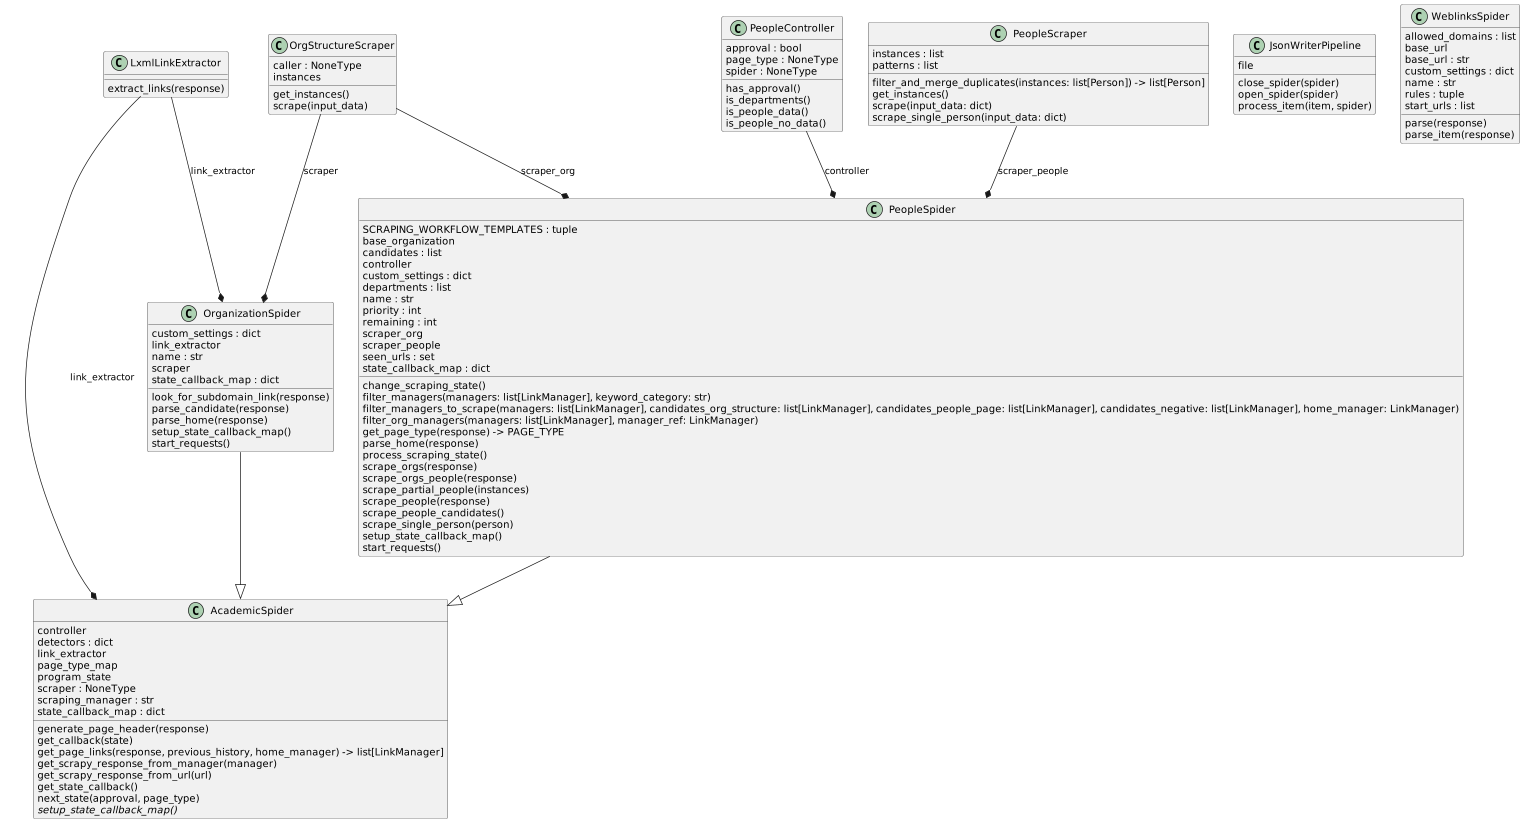 C LxmlLinkExtractor
extract_links(response)
C OrgStructureScraper
caller : NoneType
instances
get_instances()
scrape(input_data)
C PeopleController
approval : bool
page_type : NoneType
spider : NoneType
has_approval()
is_departments()
is_people_data()
is_people_no_data()
C PeopleScraper
instances : list
patterns : list
filter_and_merge_duplicates(instances: list[Person]) -> list[Person]
get_instances()
scrape(input_data: dict)
scrape_single_person(input_data: dict)
C JsonWriterPipeline
file
close_spider(spider)
open_spider(spider)
process_item(item, spider)
C WeblinksSpider
allowed_domains : list
base_url
base_url : str
custom_settings : dict
name : str
rules : tuple
start_urls : list
parse(response)
parse_item(response)
link_extractor
scraper
scraper_org
controller
scraper_people
C PeopleSpider
SCRAPING_WORKFLOW_TEMPLATES : tuple
base_organization
candidates : list
controller
custom_settings : dict
departments : list
name : str
priority : int
remaining : int
scraper_org
scraper_people
seen_urls : set
state_callback_map : dict
change_scraping_state()
filter_managers(managers: list[LinkManager], keyword_category: str)
filter_managers_to_scrape(managers: list[LinkManager], candidates_org_structure: list[LinkManager], candidates_people_page: list[LinkManager], candidates_negative: list[LinkManager], home_manager: LinkManager)
filter_org_managers(managers: list[LinkManager], manager_ref: LinkManager)
get_page_type(response) -> PAGE_TYPE
parse_home(response)
process_scraping_state()
scrape_orgs(response)
scrape_orgs_people(response)
scrape_partial_people(instances)
scrape_people(response)
scrape_people_candidates()
scrape_single_person(person)
setup_state_callback_map()
start_requests()
C OrganizationSpider
custom_settings : dict
link_extractor
name : str
scraper
state_callback_map : dict
look_for_subdomain_link(response)
parse_candidate(response)
parse_home(response)
setup_state_callback_map()
start_requests()
link_extractor
C AcademicSpider
controller
detectors : dict
link_extractor
page_type_map
program_state
scraper : NoneType
scraping_manager : str
state_callback_map : dict
generate_page_header(response)
get_callback(state)
get_page_links(response, previous_history, home_manager) -> list[LinkManager]
get_scrapy_response_from_manager(manager)
get_scrapy_response_from_url(url)
get_state_callback()
next_state(approval, page_type)
setup_state_callback_map()